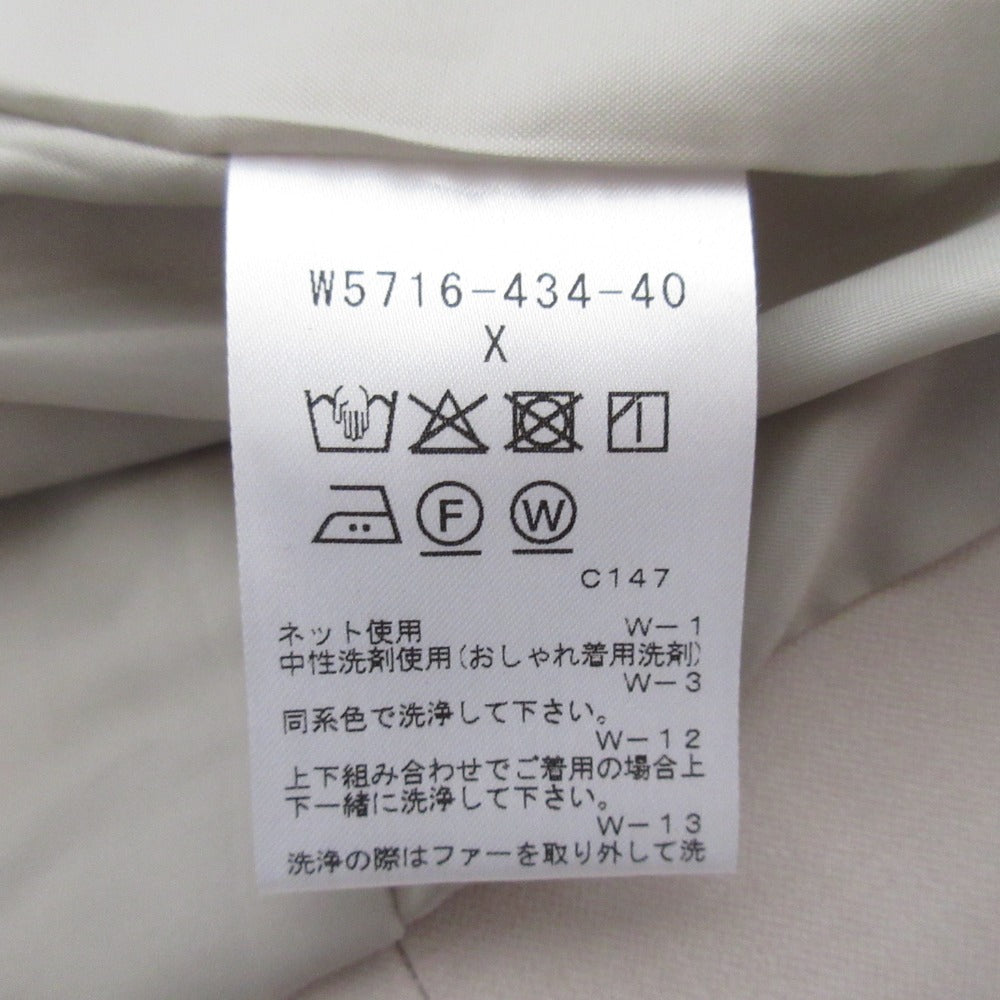 W5716-434-40
X
F W
C147
ネット使用 W-1
中性洗剤使用(おしゃれ着用洗剤)
W-3
同系色で洗浄して下さい。
W-12
上下組み合わせでご着用の場合上
下一緒に洗浄して下さい。
W-13
洗浄の際はファーを取り外して洗